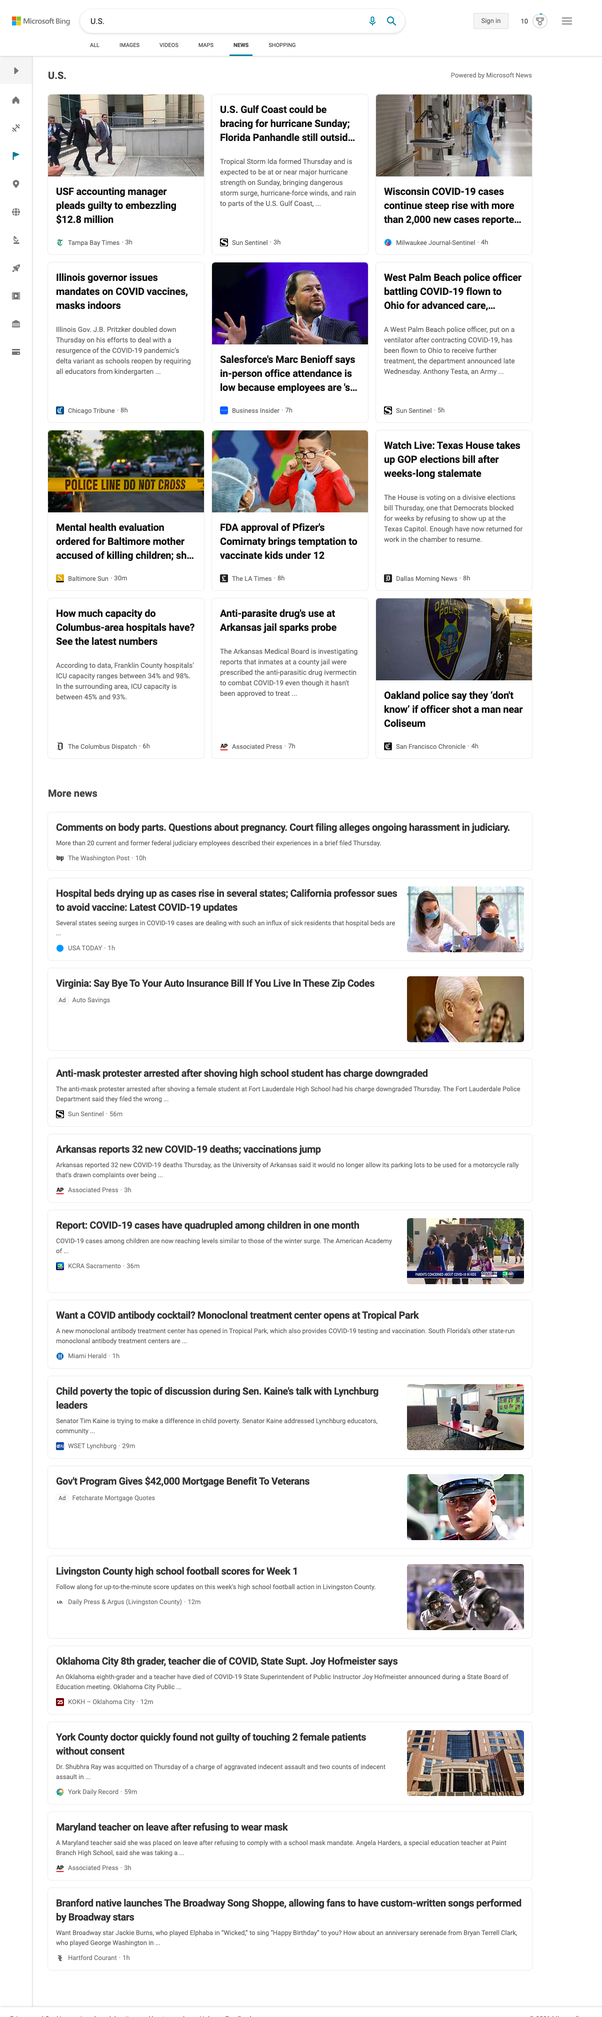 Microsoft Bing
U.S.
Sign in
10
ALL
IMAGES
VIDEOS
MAPS
NEWS
SHOPPING
U.S.
Powered by Microsoft News
USF accounting manager
pleads guilty to embezzling
$12.8 million
Tampa Bay Times · 3h
U.S. Gulf Coast could be
bracing for hurricane Sunday;
Florida Panhandle still outsid...
Tropical Storm Ida formed Thursday and is
expected to be at or near major hurricane
strength on Sunday, bringing dangerous
storm surge, hurricane-force winds, and rain
to parts of the U.S. Gulf Coast, ...
Sun Sentinel · 3h
Wisconsin COVID-19 cases
continue steep rise with more
than 2,000 new cases reporte...
Milwaukee Journal-Sentinel · 4h
Illinois governor issues
mandates on COVID vaccines,
masks indoors
Illinois Gov. J.B. Pritzker doubled down
Thursday on his efforts to deal with a
resurgence of the COVID-19 pandemic's
delta variant as schools reopen by requiring
all educators from kindergarten ...
Chicago Tribune · 8h
Salesforce's Marc Benioff says
in-person office attendance is
low because employees are 's...
Business Insider · 7h
West Palm Beach police officer
battling COVID-19 flown to
Ohio for advanced care,...
A West Palm Beach police officer, put on a
ventilator after contracting COVID-19, has
been flown to Ohio to receive further
treatment, the department announced late
Wednesday. Anthony Testa, an Army ...
Sun Sentinel · 5h
POLICE LINE DO NOT CROSS
Mental health evaluation
ordered for Baltimore mother
accused of killing children; sh...
Baltimore Sun · 30m
FDA approval of Pfizer's
Comirnaty brings temptation to
vaccinate kids under 12
The LA Times · 8h
Watch Live: Texas House takes
up GOP elections bill after
weeks-long stalemate
The House is voting on a divisive elections
bill Thursday, one that Democrats blocked
for weeks by refusing to show up at the
Texas Capitol. Enough have now returned for
work in the chamber to resume.
Dallas Morning News · 8h
How much capacity do
Columbus-area hospitals have?
See the latest numbers
According to data, Franklin County hospitals'
ICU capacity ranges between 34% and 98%.
In the surrounding area, ICU capacity is
between 45% and 93%.
The Columbus Dispatch · 6h
Anti-parasite drug's use at
Arkansas jail sparks probe
The Arkansas Medical Board is investigating
reports that inmates at a county jail were
prescribed the anti-parasitic drug ivermectin
to combat COVID-19 even though it hasn't
been approved to treat ...
AP Associated Press · 7h
OAKLAND
POLICE
Oakland police say they 'don't
know' if officer shot a man near
Coliseum
San Francisco Chronicle · 4h
More news
Comments on body parts. Questions about pregnancy. Court filing alleges ongoing harassment in judiciary.
More than 20 current and former federal judiciary employees described their experiences in a brief filed Thursday.
wp The Washington Post · 10h
Hospital beds drying up as cases rise in several states; California professor sues
to avoid vaccine: Latest COVID-19 updates
Several states seeing surges in COVID-19 cases are dealing with such an influx of sick residents that hospital beds are
...
USA TODAY · 1h
Virginia: Say Bye To Your Auto Insurance Bill If You Live In These Zip Codes
Ad Auto Savings
Anti-mask protester arrested after shoving high school student has charge downgraded
The anti-mask protester arrested after shoving a female student at Fort Lauderdale High School had his charge downgraded Thursday. The Fort Lauderdale Police
Department said they filed the wrong ...
Sun Sentinel · 56m
Arkansas reports 32 new COVID-19 deaths; vaccinations jump
Arkansas reported 32 new COVID-19 deaths Thursday, as the University of Arkansas said it would no longer allow its parking lots to be used for a motorcycle rally
that's drawn complaints over being ...
AP Associated Press · 3h
Report: COVID-19 cases have quadrupled among children in one month
COVID-19 cases among children are now reaching levels similar to those of the winter surge. The American Academy
of ...
KCRA Sacramento · 36m
PARENTS CONCERNED ABOUT COVID-19 IN KIDS
Want a COVID antibody cocktail? Monoclonal treatment center opens at Tropical Park
A new monoclonal antibody treatment center has opened in Tropical Park, which also provides COVID-19 testing and vaccination. South Florida's other state-run
monoclonal antibody treatment centers are ...
Miami Herald · 1h
Child poverty the topic of discussion during Sen. Kaine's talk with Lynchburg
leaders
Senator Tim Kaine is trying to make a difference in child poverty. Senator Kaine addressed Lynchburg educators,
community ...
WSET Lynchburg · 29m
Gov't Program Gives $42,000 Mortgage Benefit To Veterans
Ad Fetcharate Mortgage Quotes
Livingston County high school football scores for Week 1
Follow along for up-to-the-minute score updates on this week's high school football action in Livingston County.
Daily Press & Argus (Livingston County) · 12m
Oklahoma City 8th grader, teacher die of COVID, State Supt. Joy Hofmeister says
An Oklahoma eighth-grader and a teacher have died of COVID-19 State Superintendent of Public Instructor Joy Hofmeister announced during a State Board of
Education meeting. Oklahoma City Public ...
25 KOKH – Oklahoma City · 12m
York County doctor quickly found not guilty of touching 2 female patients
without consent
Dr. Shubhra Ray was acquitted on Thursday of a charge of aggravated indecent assault and two counts of indecent
assault in ...
York Daily Record · 59m
Maryland teacher on leave after refusing to wear mask
A Maryland teacher said she was placed on leave after refusing to comply with a school mask mandate. Angela Harders, a special education teacher at Paint
Branch High School, said she was taking a ...
AP Associated Press · 3h
Branford native launches The Broadway Song Shoppe, allowing fans to have custom-written songs performed
by Broadway stars
Want Broadway star Jackie Burns, who played Elphaba in "Wicked," to sing "Happy Birthday" to you? How about an anniversary serenade from Bryan Terrell Clark,
who played George Washington in ...
Hartford Courant · 1h